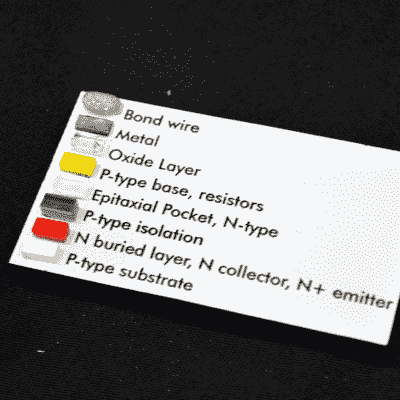 Bond wire
Metal
Oxide Layer
P-type base, resistors
Epitaxial Pocket, N-type
P-type isolation
N buried layer, N collector, N+ emitter
P-type substrate